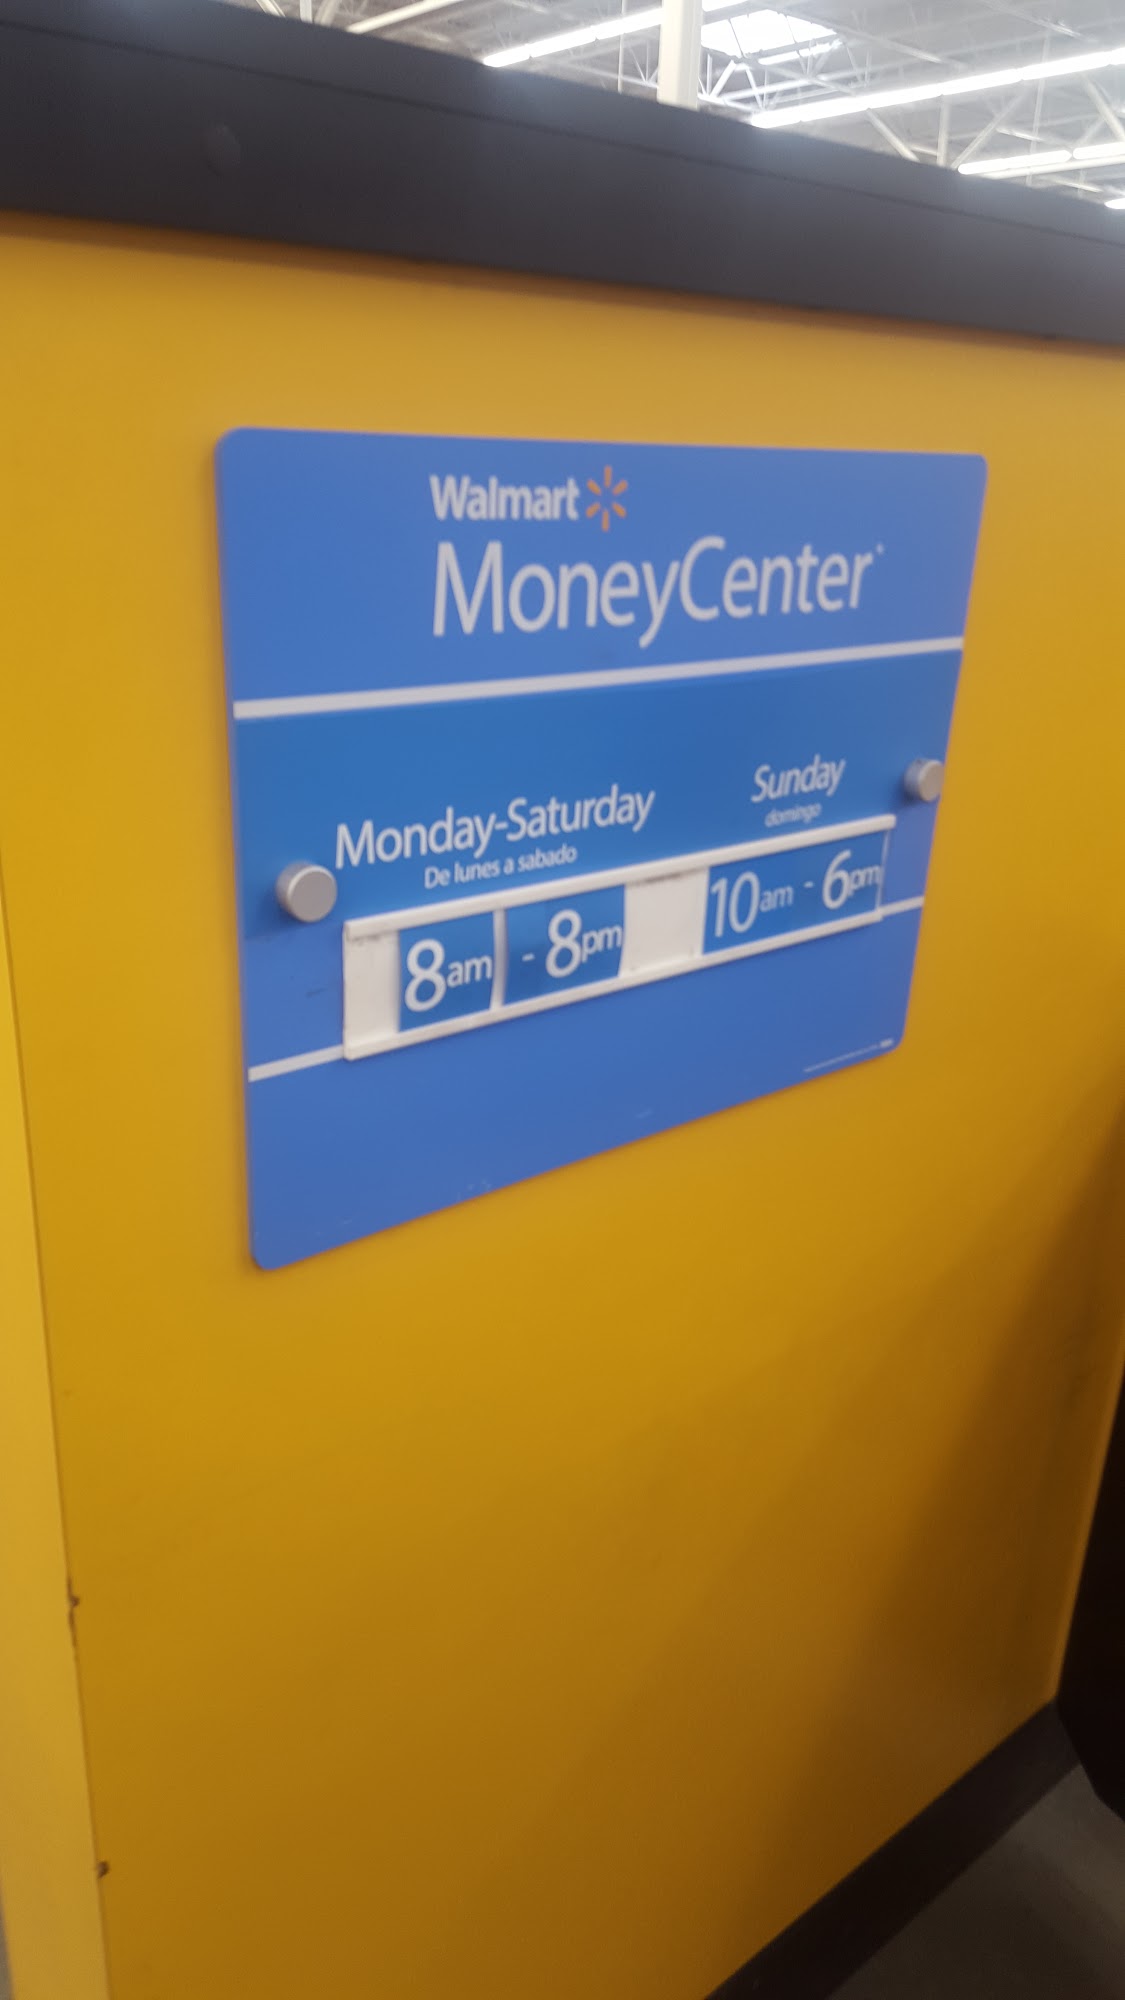 Walmart
MoneyCenter
Monday-Saturday
De lunes a sabado
8am - 8pm
Sunday
domingo
10am - 6pm